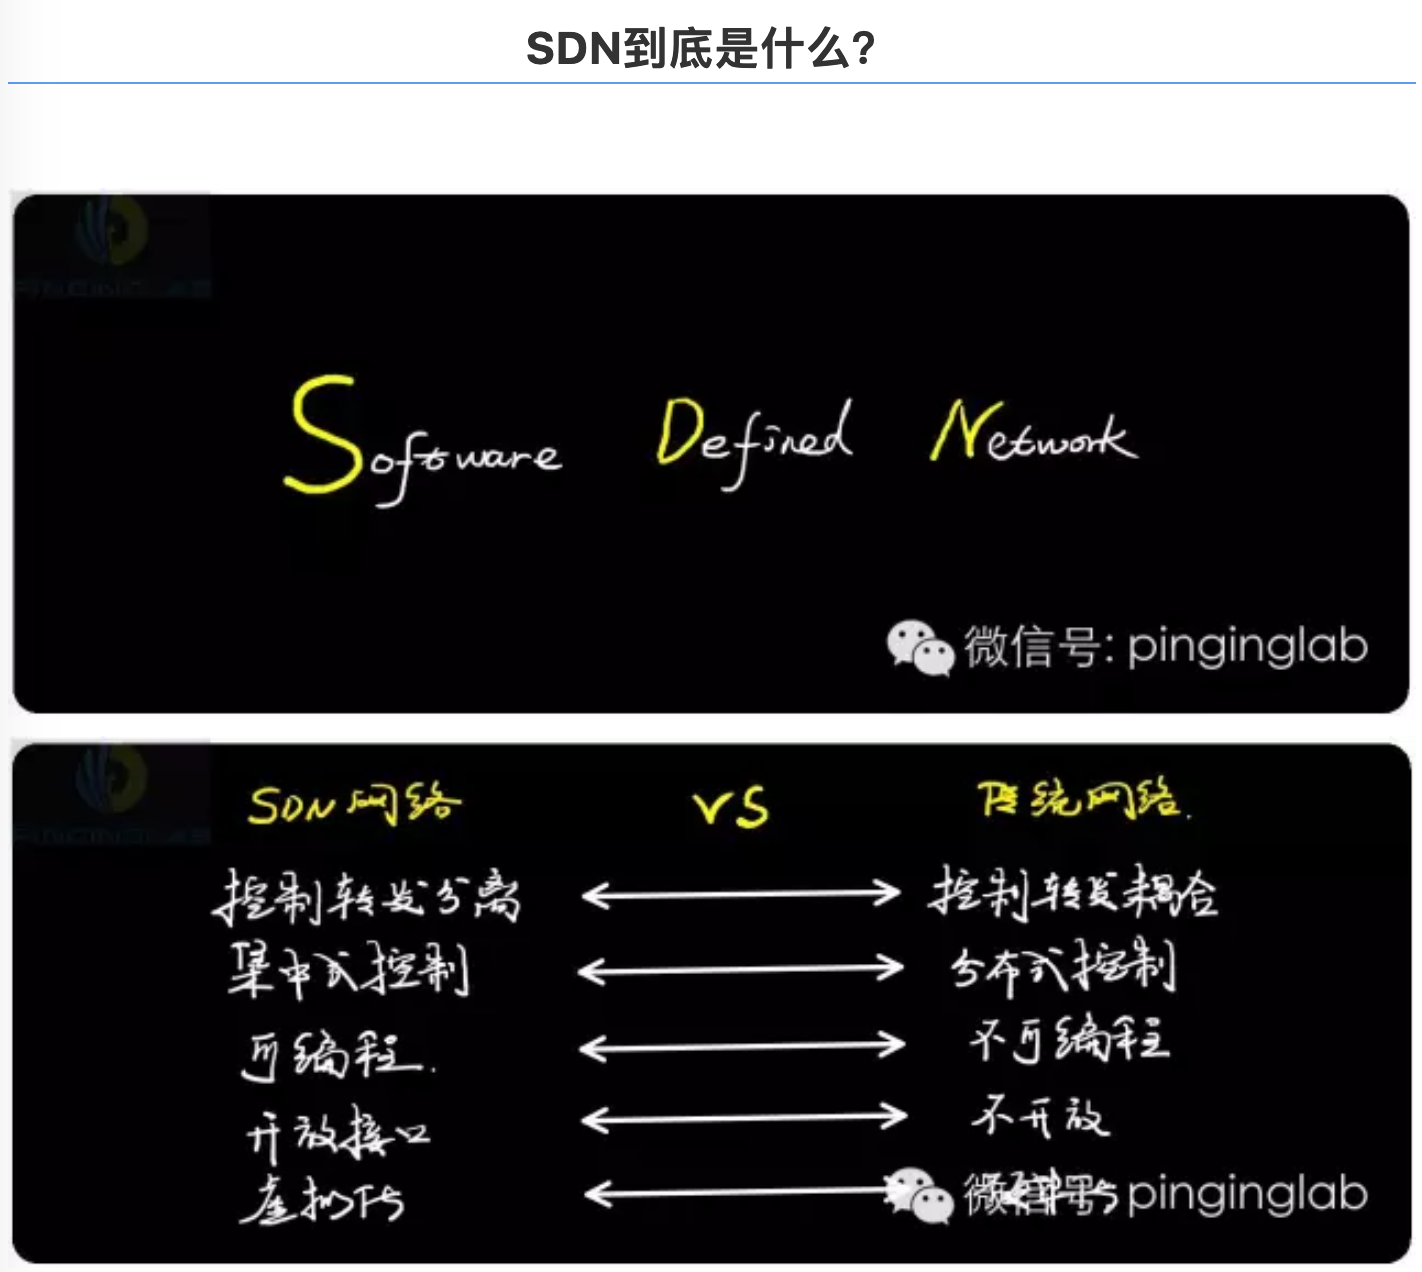 SDN到底是什么?
Software Defined Network
微信号: pinginglab
SDN网络 VS 传统网络.
控制转发分离 控制转发耦合
集中式控制 分布式控制
可编程. 不可编程
开放接口 不开放
虚拟化
微信号: pinginglab